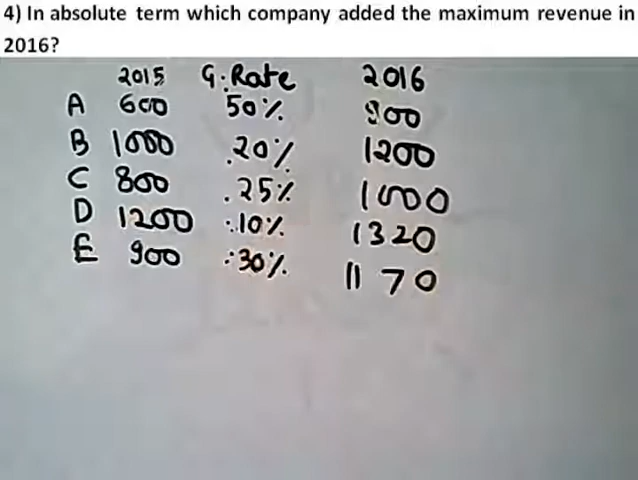 4) In absolute term which company added the maximum revenue in
2016?
2015 G.Rate 2016
A 600 50% 900
B 1000 20% 1200
C 800 25% 1000
D 1200 10% 1320
E 900 30% 1170